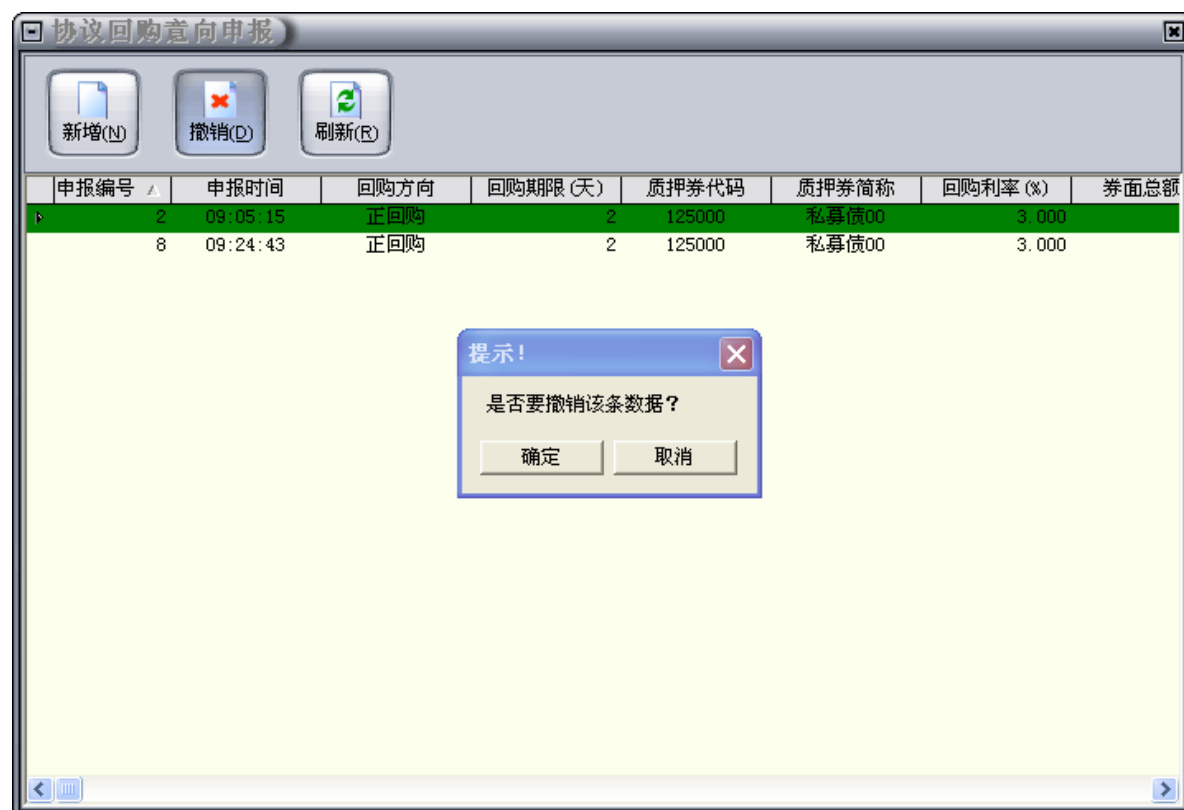 协议回购意向申报
新增(N) 撤销(D) 刷新(R)
申报编号 申报时间 回购方向 回购期限(天) 质押券代码 质押券简称 回购利率(%) 券面总额
2 09:05:15 正回购 2 125000 私募债00 3.000
8 09:24:43 正回购 2 125000 私募债00 3.000
提示!
是否要撤销该条数据?
确定 取消